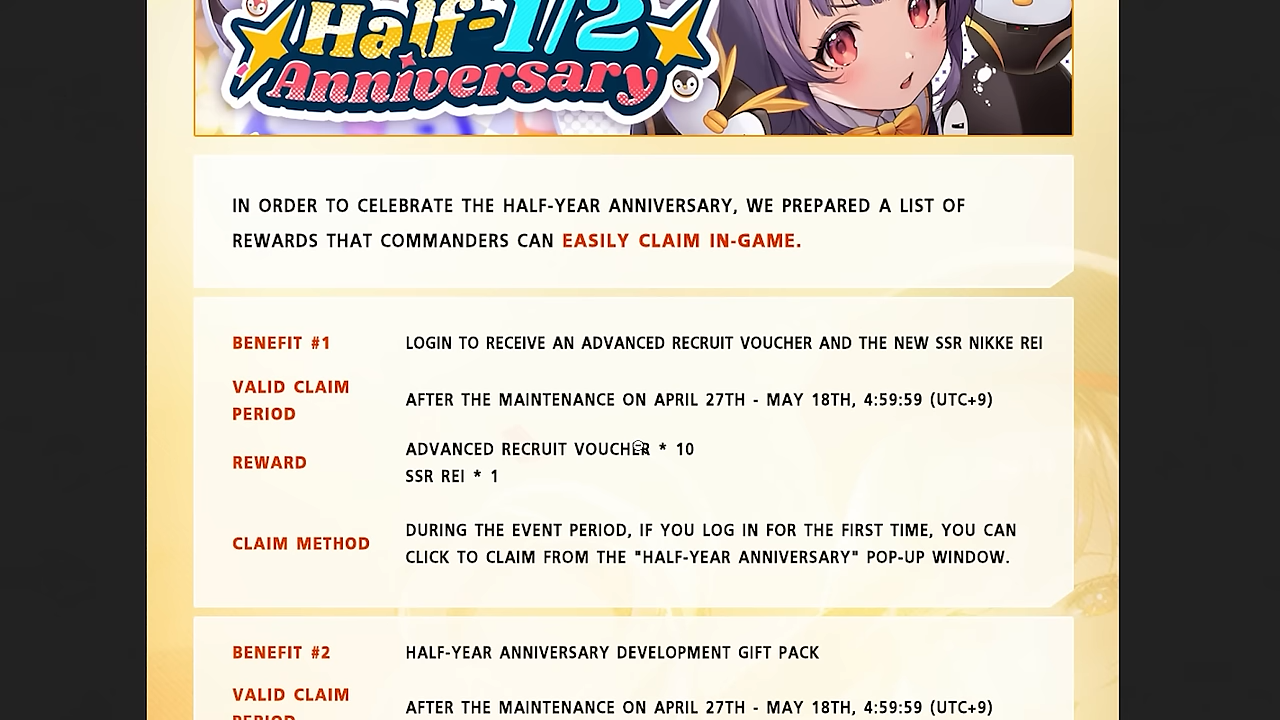 Half-1/2
Anniversary
IN ORDER TO CELEBRATE THE HALF-YEAR ANNIVERSARY, WE PREPARED A LIST OF
REWARDS THAT COMMANDERS CAN EASILY CLAIM IN-GAME.
BENEFIT #1 LOGIN TO RECEIVE AN ADVANCED RECRUIT VOUCHER AND THE NEW SSR NIKKE REI
VALID CLAIM
PERIOD
AFTER THE MAINTENANCE ON APRIL 27TH - MAY 18TH, 4:59:59 (UTC+9)
REWARD
ADVANCED RECRUIT VOUCHER * 10
SSR REI * 1
CLAIM METHOD
DURING THE EVENT PERIOD, IF YOU LOG IN FOR THE FIRST TIME, YOU CAN
CLICK TO CLAIM FROM THE "HALF-YEAR ANNIVERSARY" POP-UP WINDOW.
BENEFIT #2 HALF-YEAR ANNIVERSARY DEVELOPMENT GIFT PACK
VALID CLAIM
PERIOD
AFTER THE MAINTENANCE ON APRIL 27TH - MAY 18TH, 4:59:59 (UTC+9)